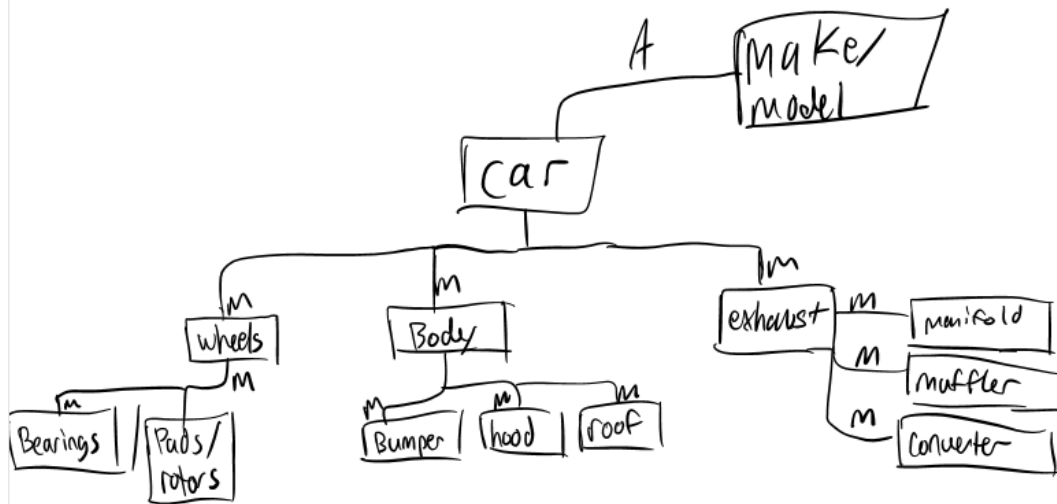 A
Make/
model
car
M
M
M
wheels
Body
exhaust
M
manifold
M
muffler
M
converter
M
M
Bearings
Pads/
rotors
M
M
M
Bumper
hood
roof